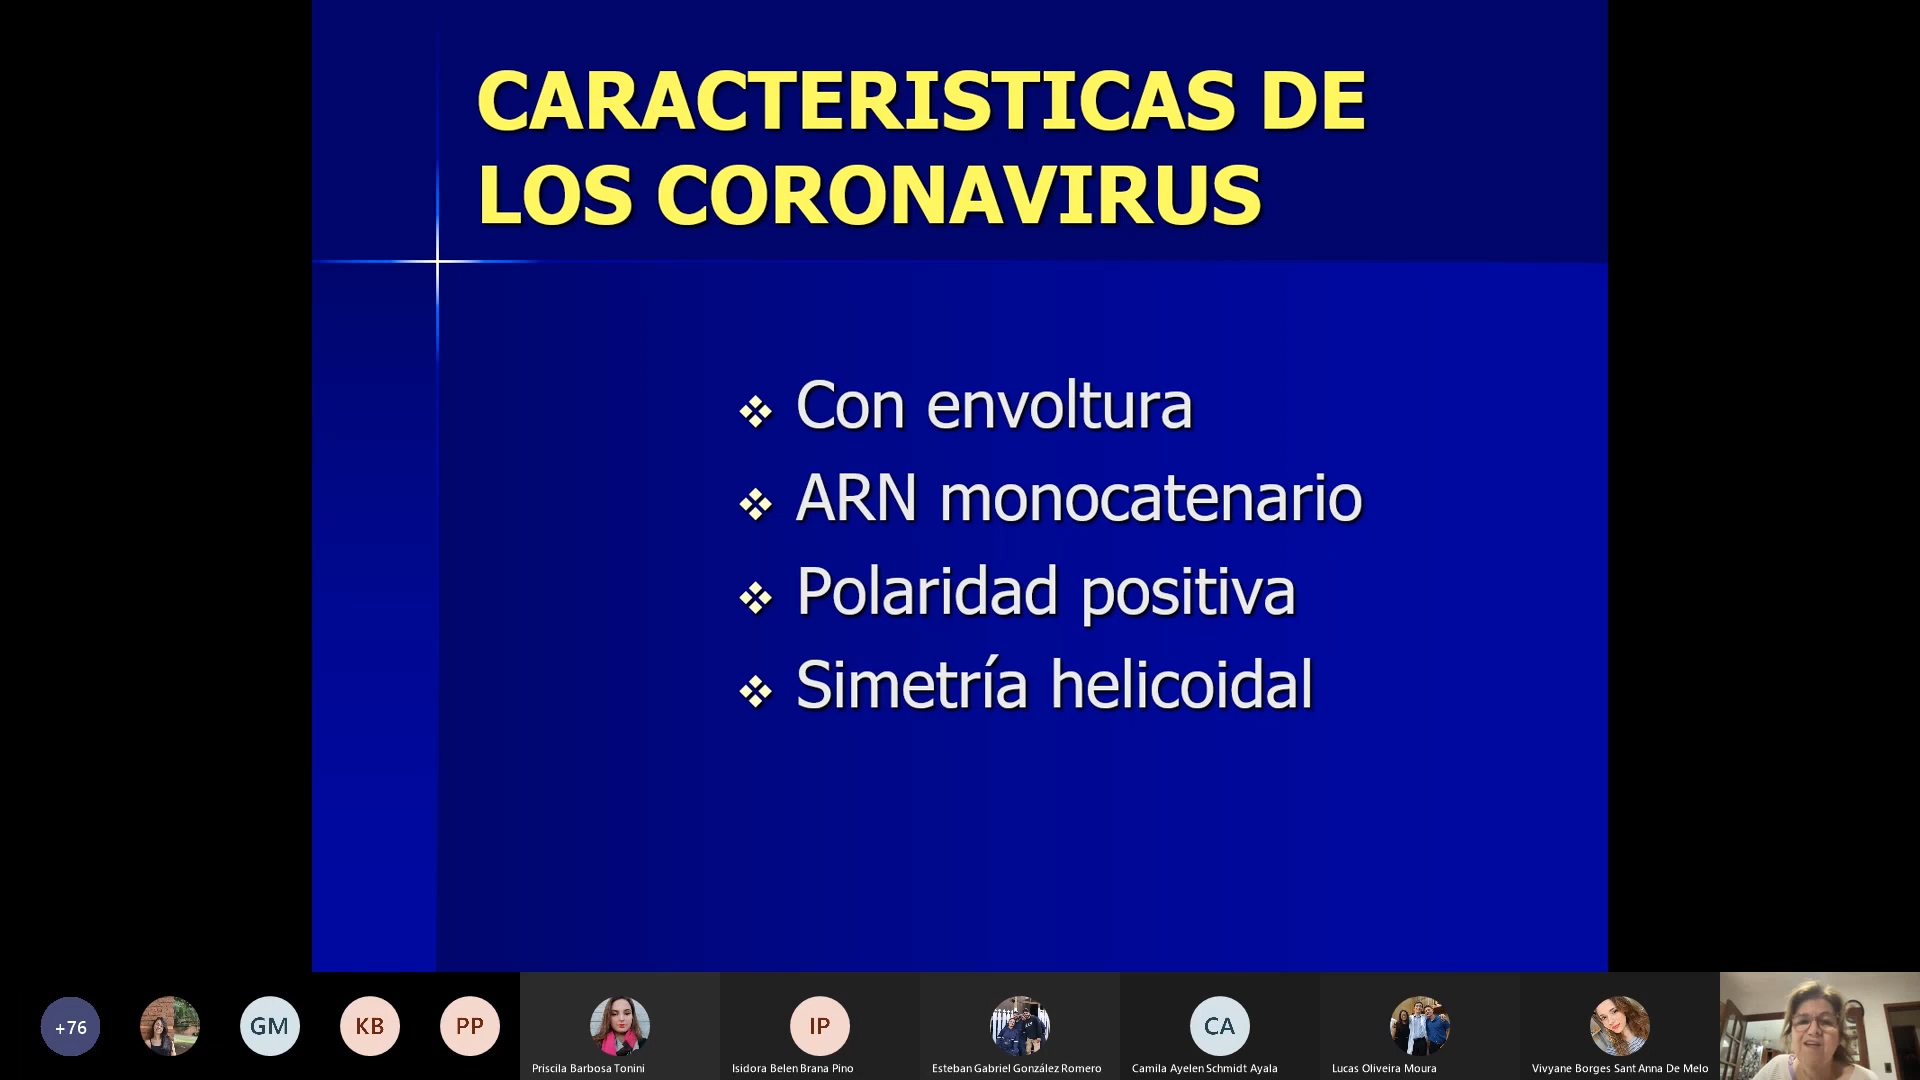 CARACTERISTICAS DE
LOS CORONAVIRUS
Con envoltura
ARN monocatenario
Polaridad positiva
Simetría helicoidal
+76
GM
KB
PP
Priscila Barbosa Tonini
IP
Isidora Belen Brana Pino
Esteban Gabriel González Romero
CA
Camila Ayelen Schmidt Ayala
Lucas Oliveira Moura
Vivyane Borges Sant Anna De Melo